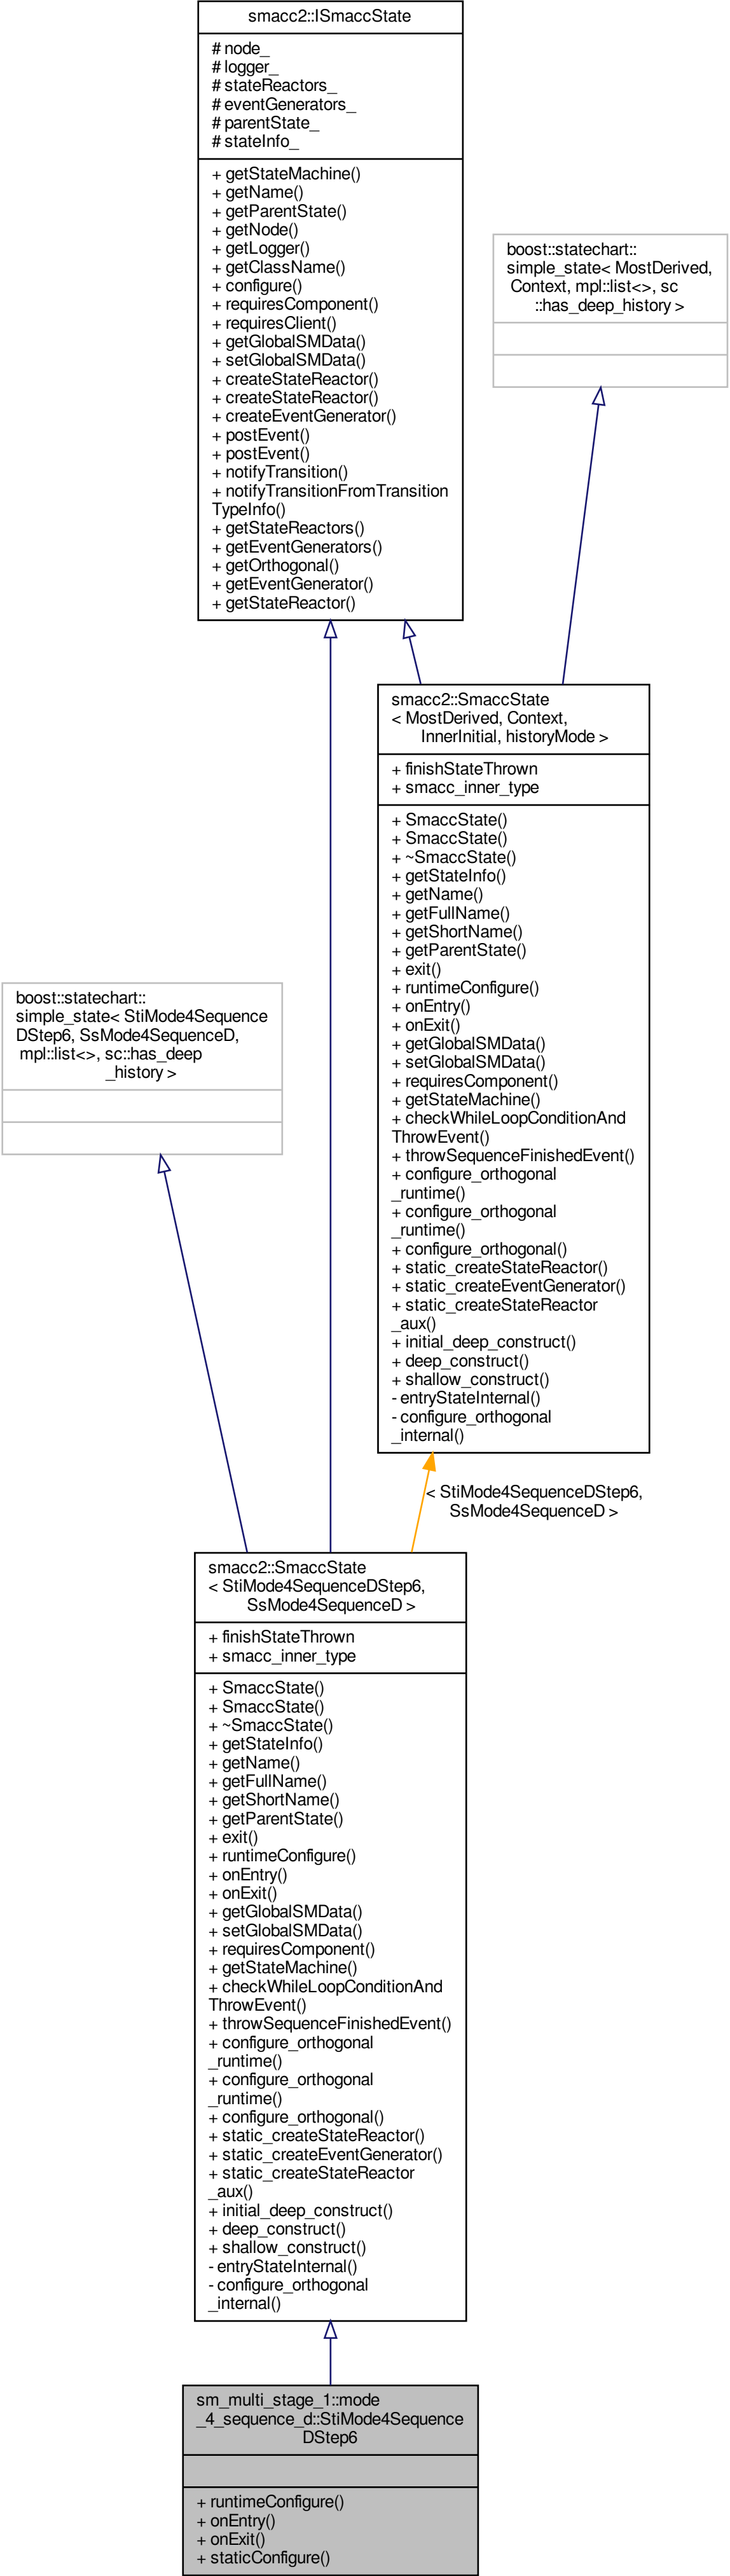 smacc2::ISmaccState
# node_
# logger_
# stateReactors_
# eventGenerators_
# parentState_
# stateInfo_
+ getStateMachine()
+ getName()
+ getParentState()
+ getNode()
+ getLogger()
+ getClassName()
+ configure()
+ requiresComponent()
+ requiresClient()
+ getGlobalSMData()
+ setGlobalSMData()
+ createStateReactor()
+ createStateReactor()
+ createEventGenerator()
+ postEvent()
+ postEvent()
+ notifyTransition()
+ notifyTransitionFromTransition
TypeInfo()
+ getStateReactors()
+ getEventGenerators()
+ getOrthogonal()
+ getEventGenerator()
+ getStateReactor()
boost::statechart::
simple_state< MostDerived,
Context, mpl::list<>, sc
::has_deep_history >
smacc2::SmaccState
< MostDerived, Context,
InnerInitial, historyMode >
+ finishStateThrown
+ smacc_inner_type
+ SmaccState()
+ SmaccState()
+ ~SmaccState()
+ getStateInfo()
+ getName()
+ getFullName()
+ getShortName()
+ getParentState()
+ exit()
+ runtimeConfigure()
+ onEntry()
+ onExit()
+ getGlobalSMData()
+ setGlobalSMData()
+ requiresComponent()
+ getStateMachine()
+ checkWhileLoopConditionAnd
ThrowEvent()
+ throwSequenceFinishedEvent()
+ configure_orthogonal
_runtime()
+ configure_orthogonal
_runtime()
+ configure_orthogonal()
+ static_createStateReactor()
+ static_createEventGenerator()
+ static_createStateReactor
_aux()
+ initial_deep_construct()
+ deep_construct()
+ shallow_construct()
- entryStateInternal()
- configure_orthogonal
_internal()
boost::statechart::
simple_state< StiMode4Sequence
DStep6, SsMode4SequenceD,
mpl::list<>, sc::has_deep
_history >
< StiMode4SequenceDStep6,
SsMode4SequenceD >
smacc2::SmaccState
< StiMode4SequenceDStep6,
SsMode4SequenceD >
+ finishStateThrown
+ smacc_inner_type
+ SmaccState()
+ SmaccState()
+ ~SmaccState()
+ getStateInfo()
+ getName()
+ getFullName()
+ getShortName()
+ getParentState()
+ exit()
+ runtimeConfigure()
+ onEntry()
+ onExit()
+ getGlobalSMData()
+ setGlobalSMData()
+ requiresComponent()
+ getStateMachine()
+ checkWhileLoopConditionAnd
ThrowEvent()
+ throwSequenceFinishedEvent()
+ configure_orthogonal
_runtime()
+ configure_orthogonal
_runtime()
+ configure_orthogonal()
+ static_createStateReactor()
+ static_createEventGenerator()
+ static_createStateReactor
_aux()
+ initial_deep_construct()
+ deep_construct()
+ shallow_construct()
- entryStateInternal()
- configure_orthogonal
_internal()
sm_multi_stage_1::mode
_4_sequence_d::StiMode4Sequence
DStep6
+ runtimeConfigure()
+ onEntry()
+ onExit()
+ staticConfigure()